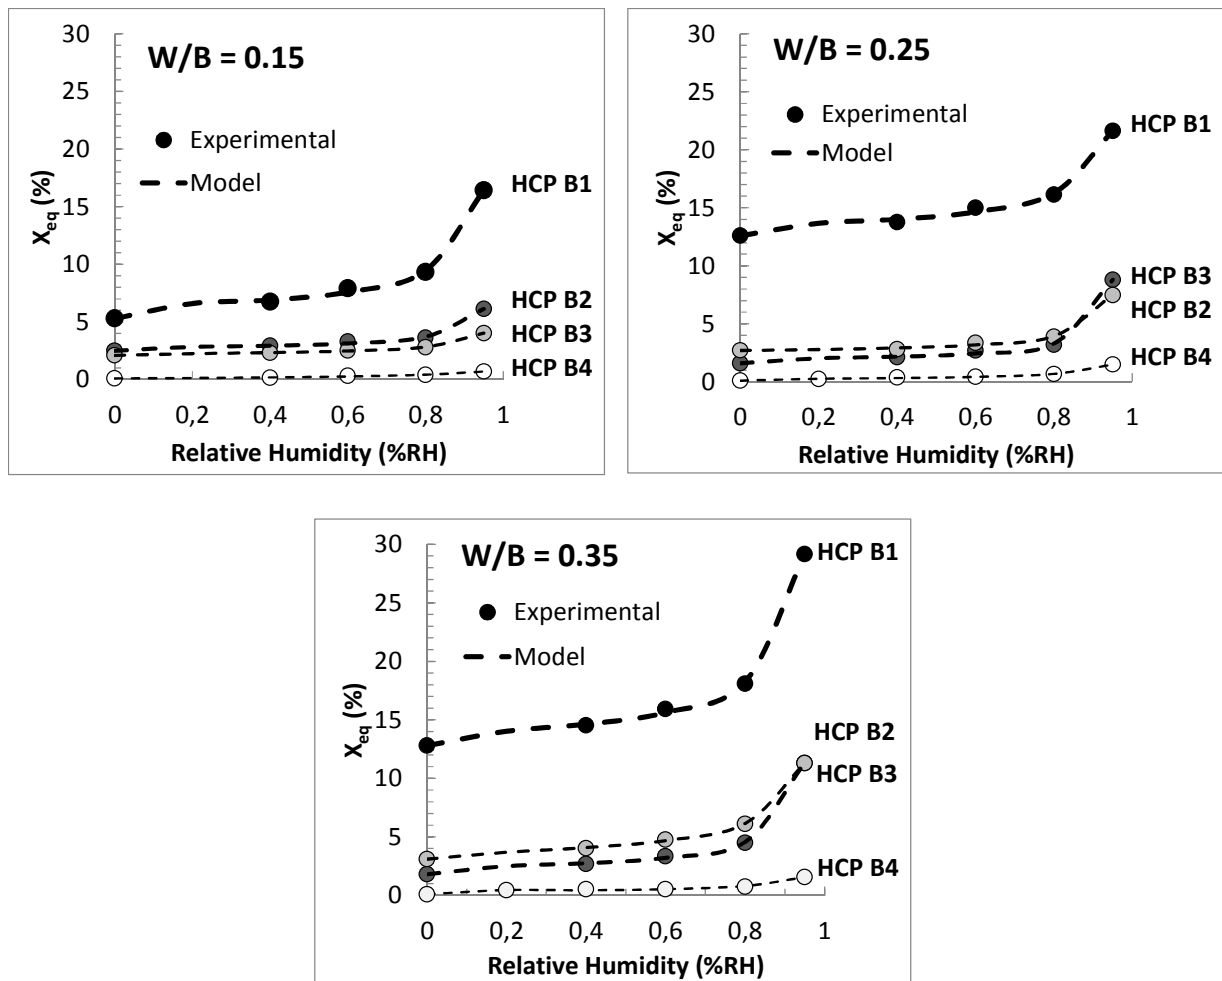 W/B = 0.15
30
25
20
15
10
5
0
X_eq (%)
Experimental
Model
HCP B1
HCP B2
HCP B3
HCP B4
0 0,2 0,4 0,6 0,8 1
Relative Humidity (%RH)
W/B = 0.25
30
25
20
15
10
5
0
X_eq (%)
Experimental
Model
HCP B1
HCP B3
HCP B2
HCP B4
0 0,2 0,4 0,6 0,8 1
Relative Humidity (%RH)
W/B = 0.35
30
25
20
15
10
5
0
X_eq (%)
Experimental
Model
HCP B1
HCP B2
HCP B3
HCP B4
0 0,2 0,4 0,6 0,8 1
Relative Humidity (%RH)